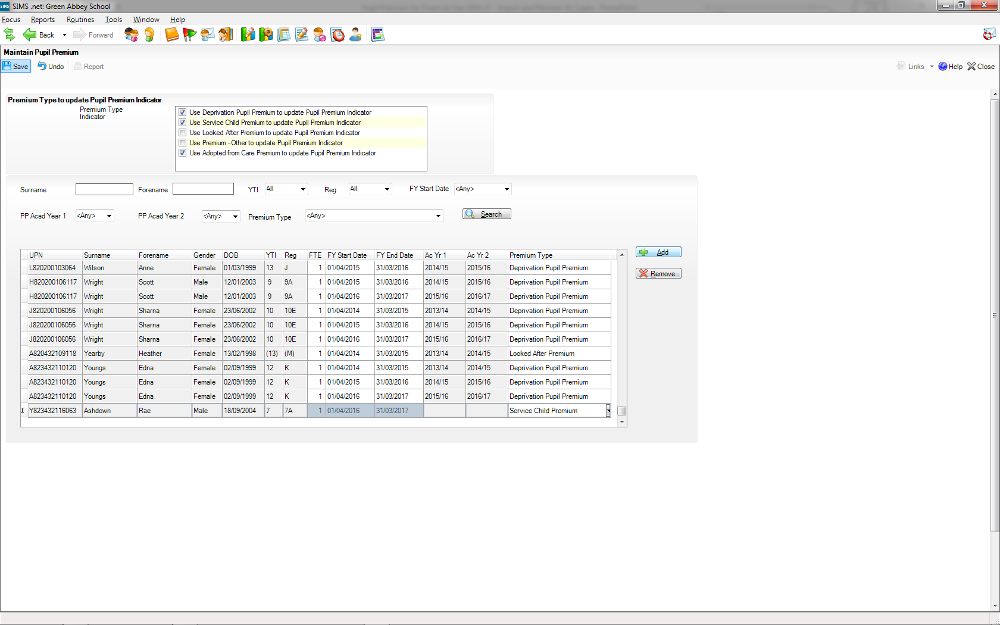 SIMS SIMS .net: Green Abbey School
Focus Reports Routines Tools Window Help
Back Forward
Maintain Pupil Premium
Save Undo Report Links Help Close
Premium Type to update Pupil Premium Indicator
Premium Type
Indicator
Use Deprivation Pupil Premium to update Pupil Premium Indicator
Use Service Child Premium to update Pupil Premium Indicator
Use Looked After Premium to update Pupil Premium Indicator
Use Premium - Other to update Pupil Premium Indicator
Use Adopted from Care Premium to update Pupil Premium Indicator
Surname Forename YTI All Reg All FY Start Date <Any>
PP Acad Year 1 <Any> PP Acad Year 2 <Any> Premium Type <Any> Search
UPN Surname Forename Gender DOB YTI Reg FTE FY Start Date FY End Date Ac Yr 1 Ac Yr 2 Premium Type Add
L820200103064 Wilson Anne Female 01/03/1999 13 J 1 01/04/2015 31/03/2016 2014/15 2015/16 Deprivation Pupil Premium Remove
H820200106117 Wright Scott Male 12/01/2003 9 9A 1 01/04/2015 31/03/2016 2014/15 2015/16 Deprivation Pupil Premium
H820200106117 Wright Scott Male 12/01/2003 9 9A 1 01/04/2016 31/03/2017 2015/16 2016/17 Deprivation Pupil Premium
J820200106056 Wright Sharna Female 23/06/2002 10 10E 1 01/04/2014 31/03/2015 2013/14 2014/15 Deprivation Pupil Premium
J820200106056 Wright Sharna Female 23/06/2002 10 10E 1 01/04/2015 31/03/2016 2014/15 2015/16 Deprivation Pupil Premium
J820200106056 Wright Sharna Female 23/06/2002 10 10E 1 01/04/2016 31/03/2017 2015/16 2016/17 Deprivation Pupil Premium
A820432109118 Yearby Heather Female 13/02/1998 (13) (M) 1 01/04/2014 31/03/2015 2013/14 2014/15 Looked After Premium
A823432110120 Youngs Edna Female 02/09/1999 12 K 1 01/04/2014 31/03/2015 2013/14 2014/15 Deprivation Pupil Premium
A823432110120 Youngs Edna Female 02/09/1999 12 K 1 01/04/2015 31/03/2016 2014/15 2015/16 Deprivation Pupil Premium
A823432110120 Youngs Edna Female 02/09/1999 12 K 1 01/04/2016 31/03/2017 2015/16 2016/17 Deprivation Pupil Premium
Y823432116063 Ashdown Rae Male 18/09/2004 7 7A 1 01/04/2016 31/03/2017 Service Child Premium